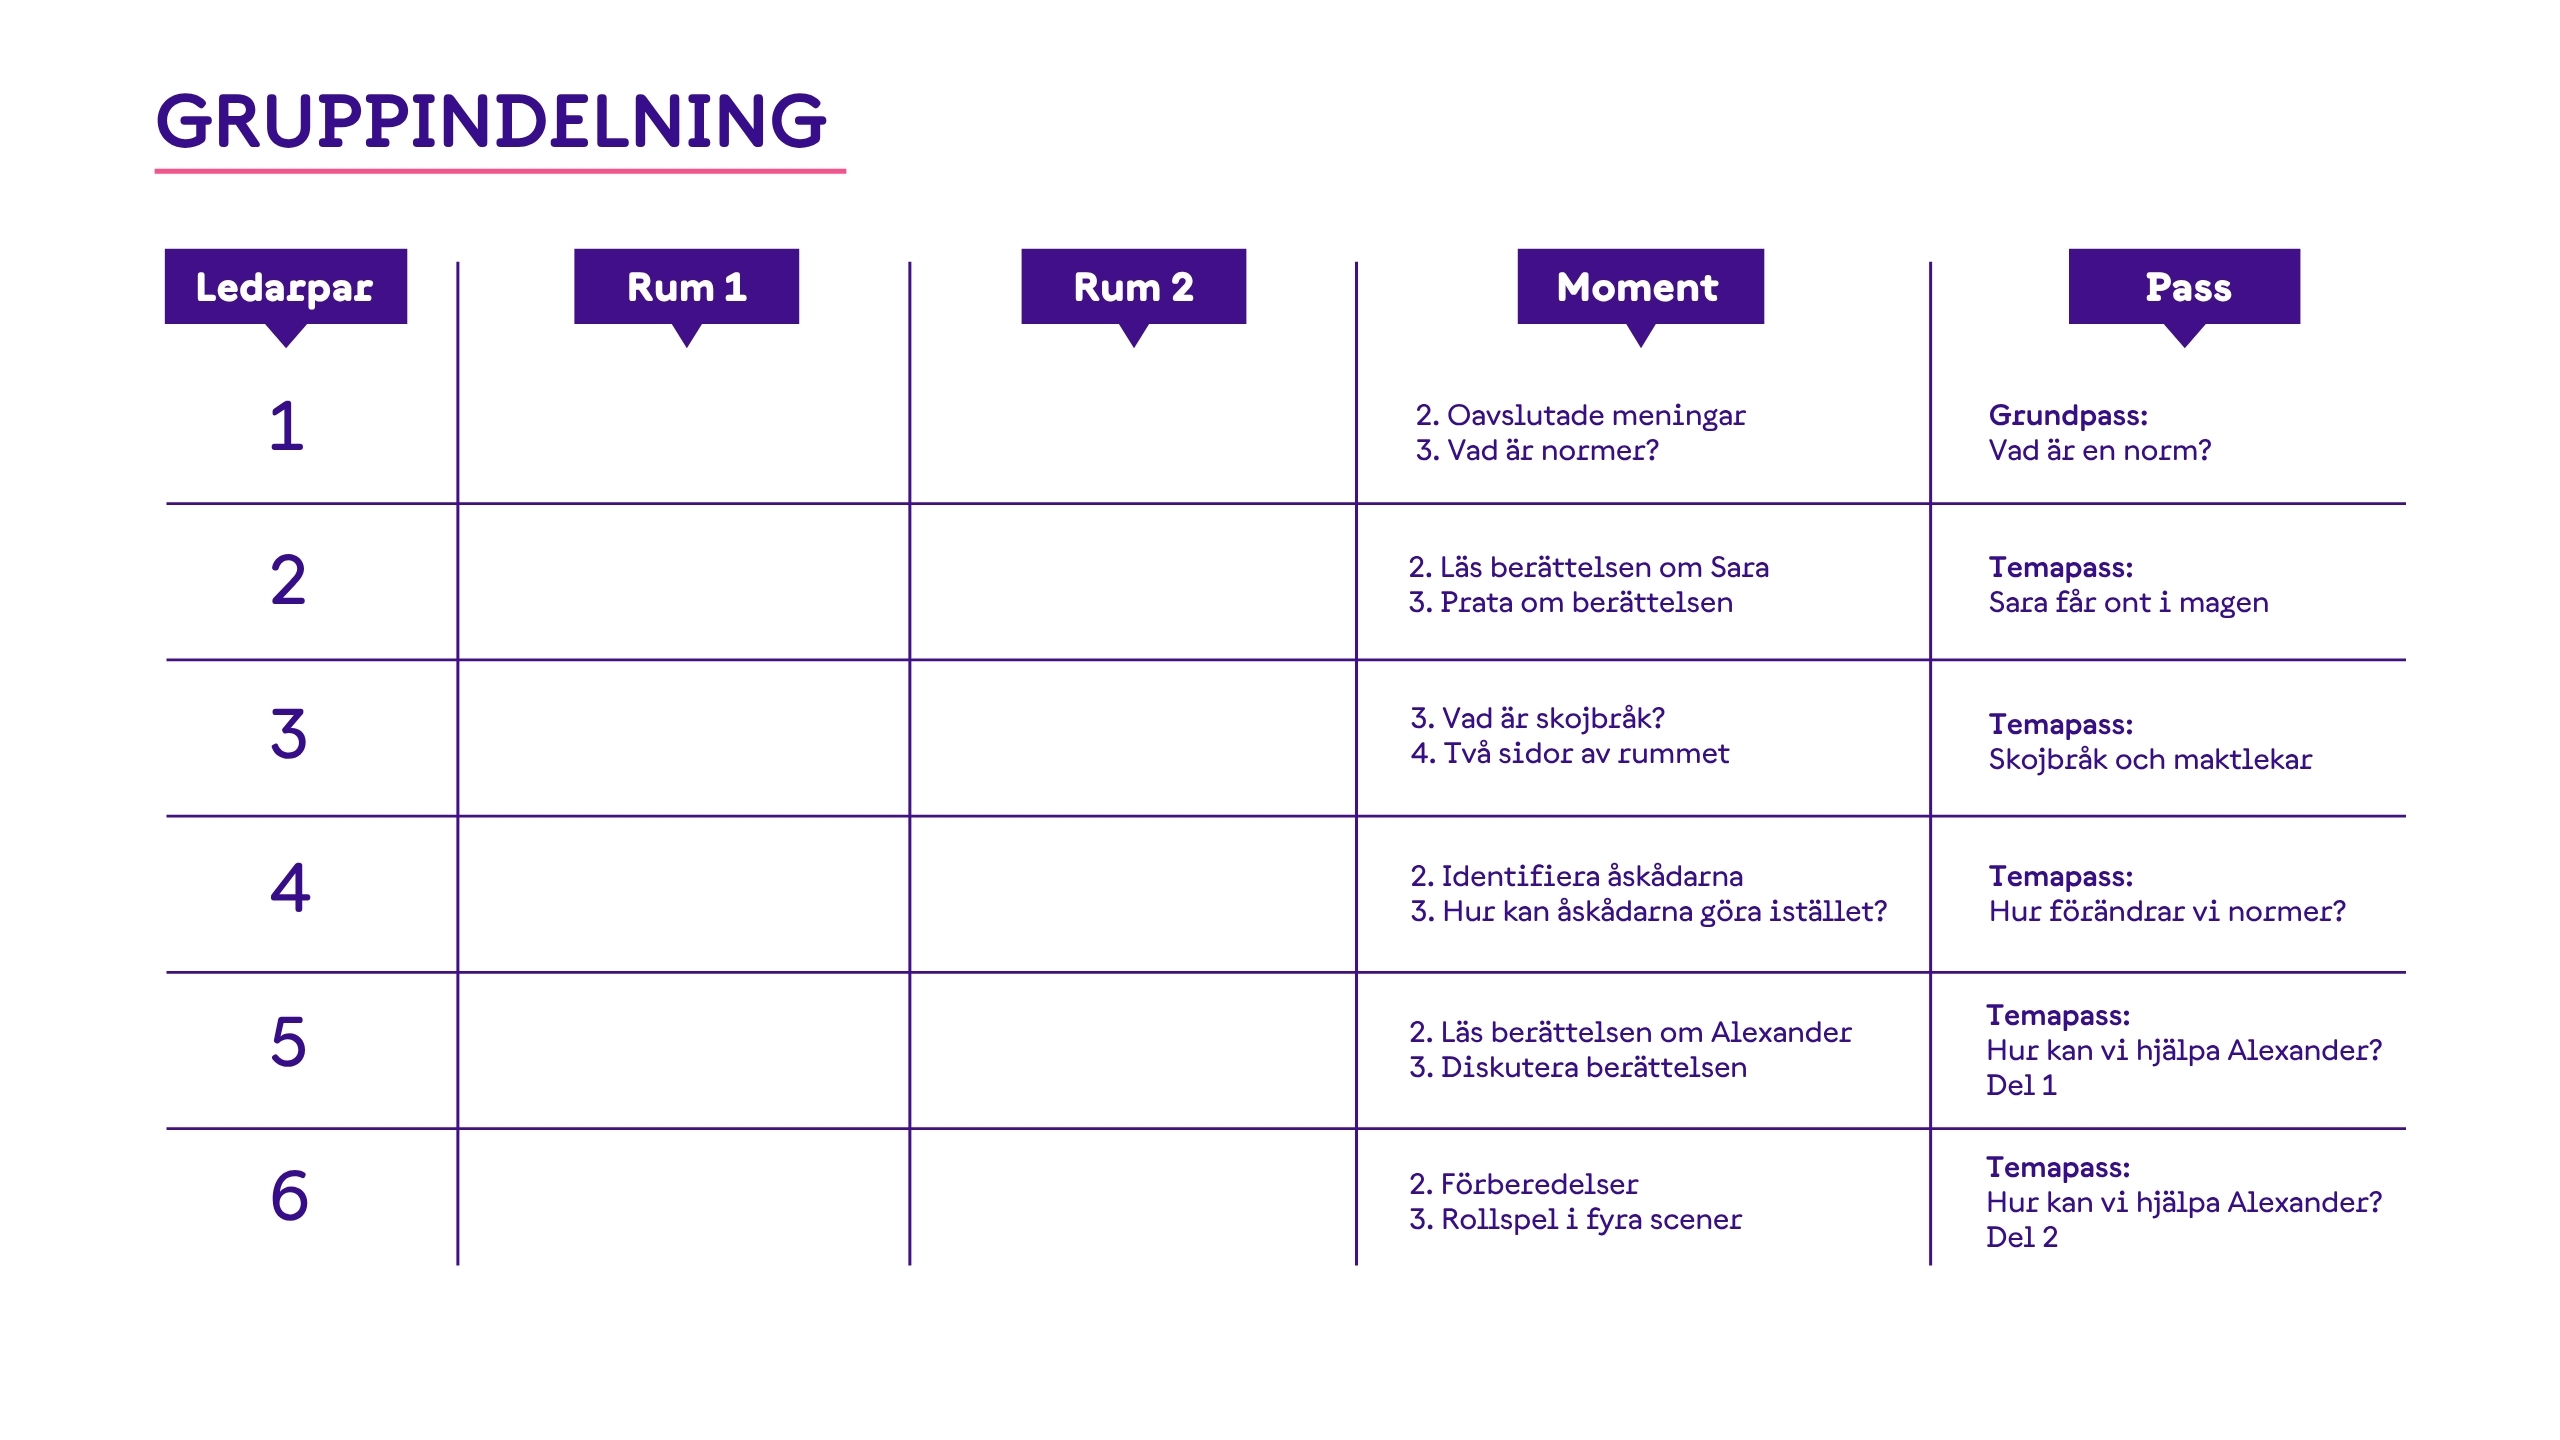 GRUPPINDELNING
Ledarpar
Rum 1
Rum 2
Moment
Pass
1
2. Oavslutade meningar
3. Vad är normer?
Grundpass:
Vad är en norm?
2
2. Läs berättelsen om Sara
3. Prata om berättelsen
Temapass:
Sara får ont i magen
3
3. Vad är skojbråk?
4. Två sidor av rummet
Temapass:
Skojbråk och maktlekar
4
2. Identifiera åskådarna
3. Hur kan åskådarna göra istället?
Temapass:
Hur förändrar vi normer?
5
2. Läs berättelsen om Alexander
3. Diskutera berättelsen
Temapass:
Hur kan vi hjälpa Alexander?
Del 1
6
2. Förberedelser
3. Rollspel i fyra scener
Temapass:
Hur kan vi hjälpa Alexander?
Del 2